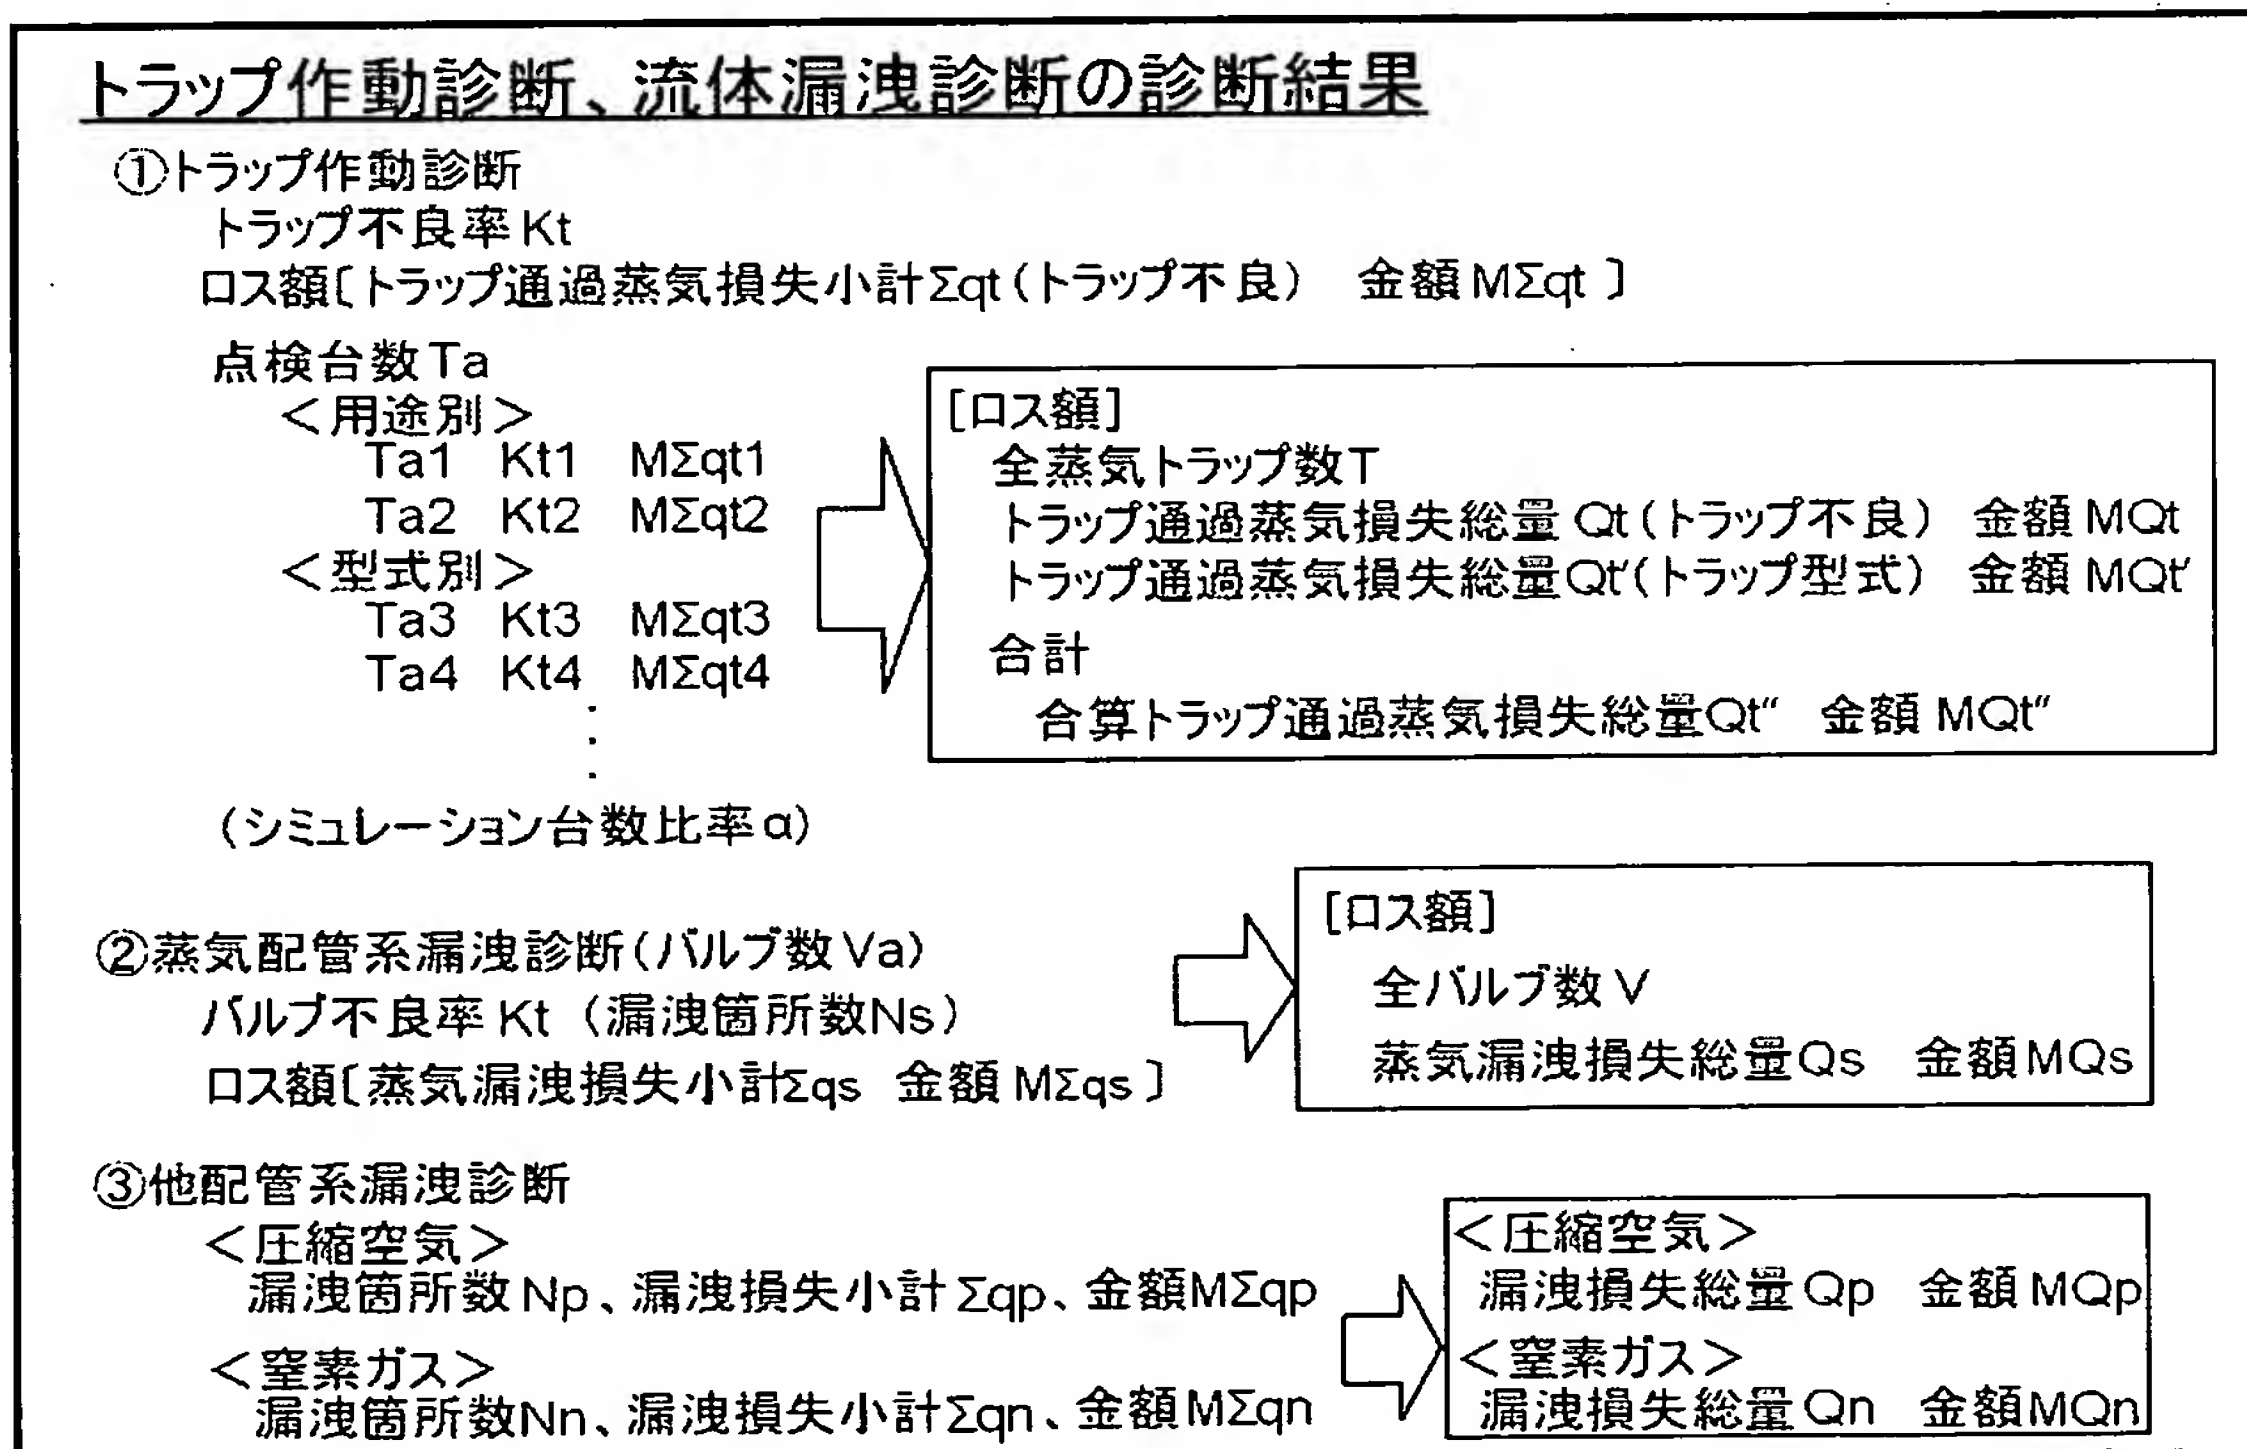 トラップ作動診断、流体漏洩診断の診断結果
①トラップ作動診断
トラップ不良率Kt
ロス額〔トラップ通過蒸気損失小計Σqt(トラップ不良) 金額MΣqt〕
点検台数Ta
<用途別>
Ta1 Kt1 MΣqt1
Ta2 Kt2 MΣqt2
<型式別>
Ta3 Kt3 MΣqt3
Ta4 Kt4 MΣqt4
・
・
・
(シミュレーション台数比率α)
[ロス額]
全蒸気トラップ数T
トラップ通過蒸気損失総量Qt(トラップ不良) 金額MQt
トラップ通過蒸気損失総量Qt'(トラップ型式) 金額MQt'
合計
合算トラップ通過蒸気損失総量Qt" 金額MQt"
②蒸気配管系漏洩診断(バルブ数Va)
バルブ不良率Kt (漏洩箇所数Ns)
ロス額〔蒸気漏洩損失小計Σqs 金額MΣqs〕
[ロス額]
全バルブ数V
蒸気漏洩損失総量Qs 金額MQs
③他配管系漏洩診断
<圧縮空気>
漏洩箇所数Np、漏洩損失小計Σqp、金額MΣqp
<窒素ガス>
漏洩箇所数Nn、漏洩損失小計Σqn、金額MΣqn
<圧縮空気>
漏洩損失総量Qp 金額MQp
<窒素ガス>
漏洩損失総量Qn 金額MQn